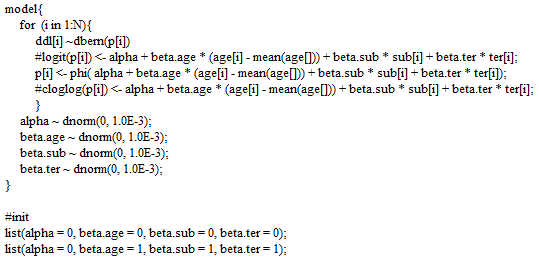 model{
for (i in 1:N){
ddl[i] ~dbern(p[i])
#logit(p[i]) <- alpha + beta.age * (age[i] - mean(age[])) + beta.sub * sub[i] + beta.ter * ter[i];
p[i] <- phi( alpha + beta.age * (age[i] - mean(age[])) + beta.sub * sub[i] + beta.ter * ter[i]);
#cloglog(p[i]) <- alpha + beta.age * (age[i] - mean(age[])) + beta.sub * sub[i] + beta.ter * ter[i];
}
alpha ~ dnorm(0, 1.0E-3);
beta.age ~ dnorm(0, 1.0E-3);
beta.sub ~ dnorm(0, 1.0E-3);
beta.ter ~ dnorm(0, 1.0E-3);
}
#init
list(alpha = 0, beta.age = 0, beta.sub = 0, beta.ter = 0);
list(alpha = 0, beta.age = 1, beta.sub = 1, beta.ter = 1);